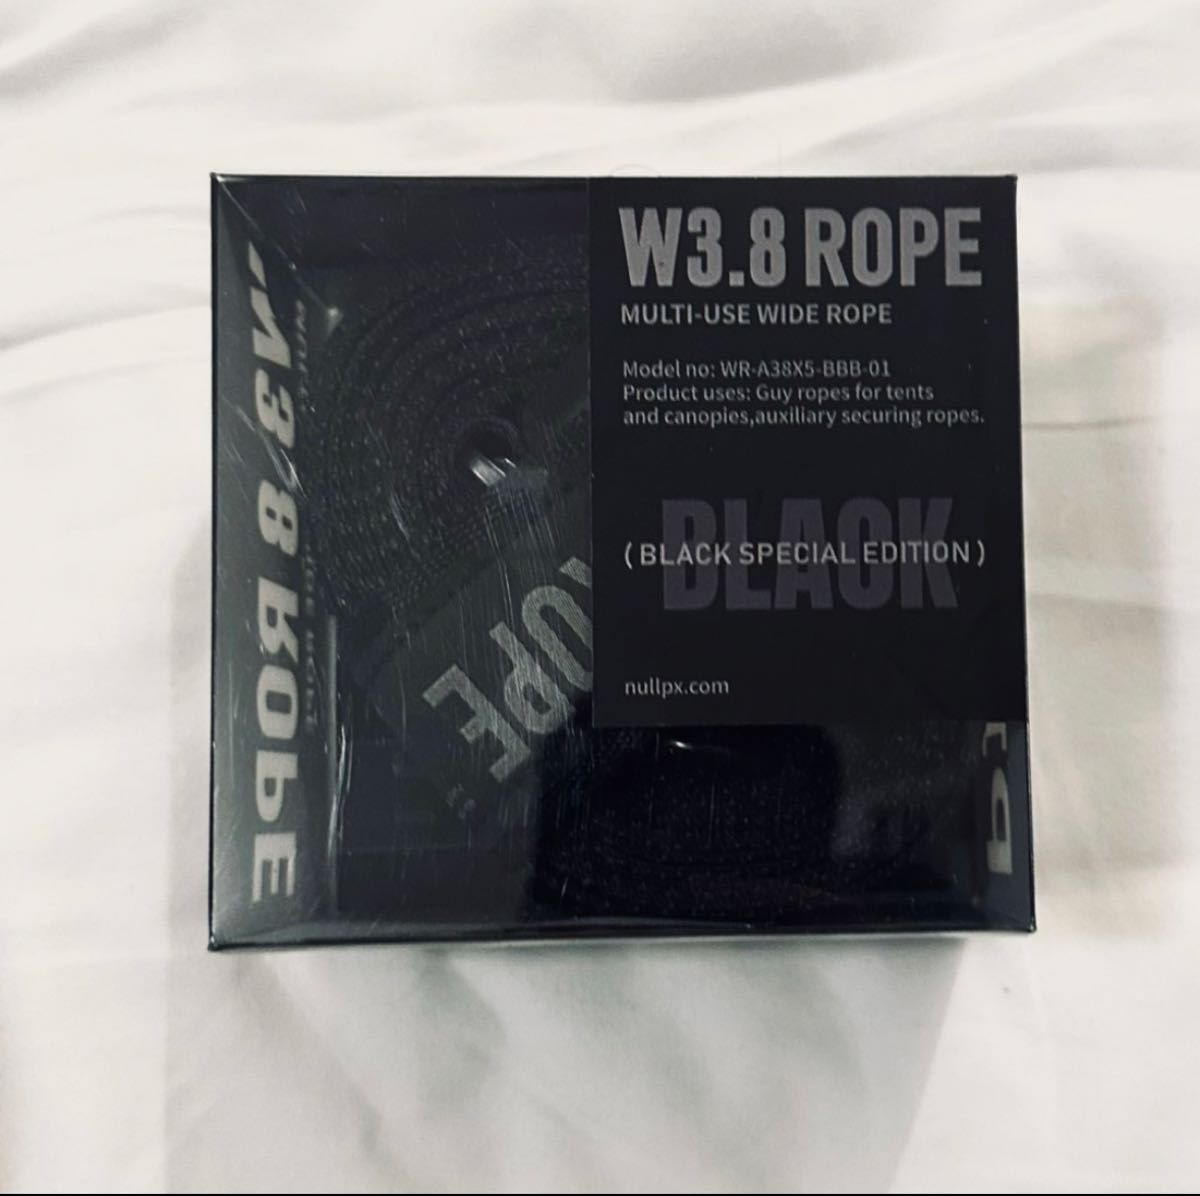 W3.8 ROPE
MULTI-USE WIDE ROPE
Model no: WR-A38X5-BBB-01
Product uses: Guy ropes for tents
and canopies,auxiliary securing ropes.
BLACK
( BLACK SPECIAL EDITION )
nullpx.com
W3.8 ROPE
OPE